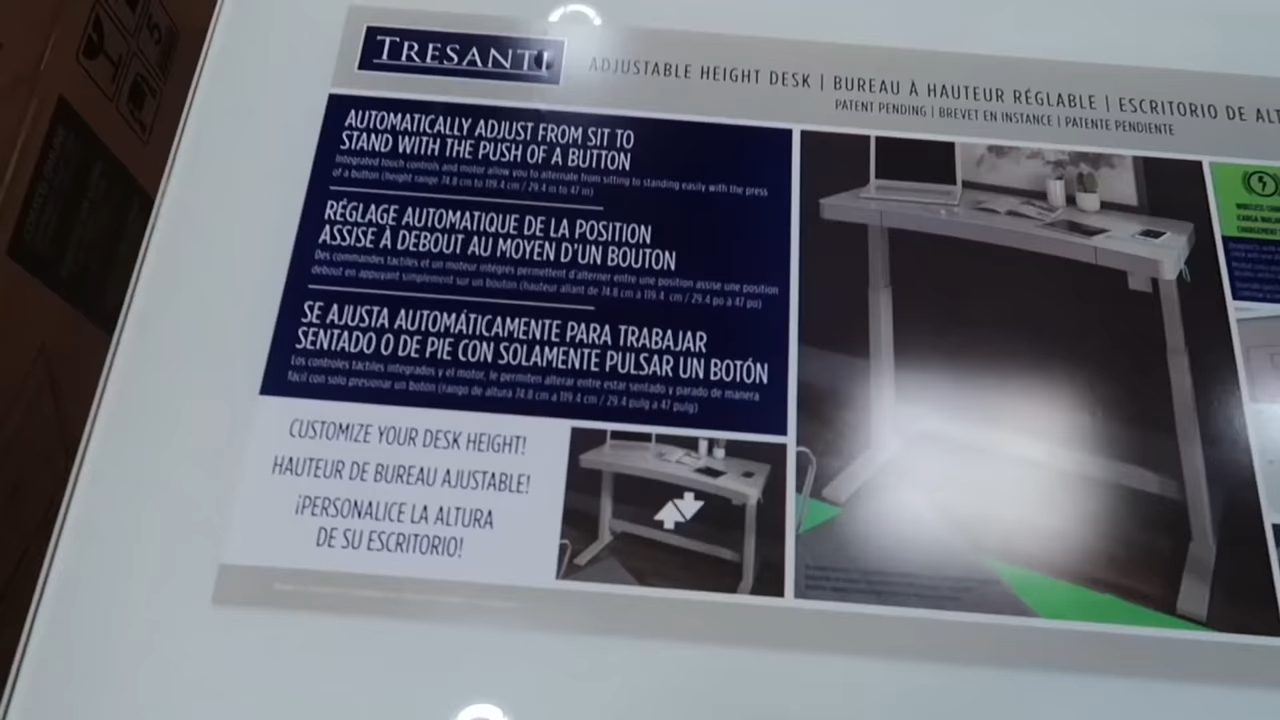 TRESANTI
ADJUSTABLE HEIGHT DESK | BUREAU À HAUTEUR RÉGLABLE | ESCRITORIO DE
PATENT PENDING | BREVET EN INSTANCE | PATENTE PENDIENTE
AUTOMATICALLY ADJUST FROM SIT TO
STAND WITH THE PUSH OF A BUTTON
Integrated touch controls and motor allow you to alternate from sitting to standing easily with the press
of a button (height range 74.8 cm to 119.4 cm / 29.4 in to 47 in)
RÉGLAGE AUTOMATIQUE DE LA POSITION
ASSISE À DEBOUT AU MOYEN D'UN BOUTON
Des commandes tactiles et un moteur intégrés permettent d'alterner entre une position assise une position
debout en appuyant simplement sur un bouton (hauteur allant de 74.8 cm à 119.4 cm / 29.4 po à 47 po)
SE AJUSTA AUTOMÁTICAMENTE PARA TRABAJAR
SENTADO O DE PIE CON SOLAMENTE PULSAR UN BOTÓN
Los controles táctiles integrados y el motor, le permiten alterar entre estar sentado y parado de manera
fácil con solo presionar un botón (rango de altura 74.8 cm a 119.4 cm / 29.4 pulg a 47 pulg)
CUSTOMIZE YOUR DESK HEIGHT!
HAUTEUR DE BUREAU AJUSTABLE!
¡PERSONALICE LA ALTURA
DE SU ESCRITORIO!